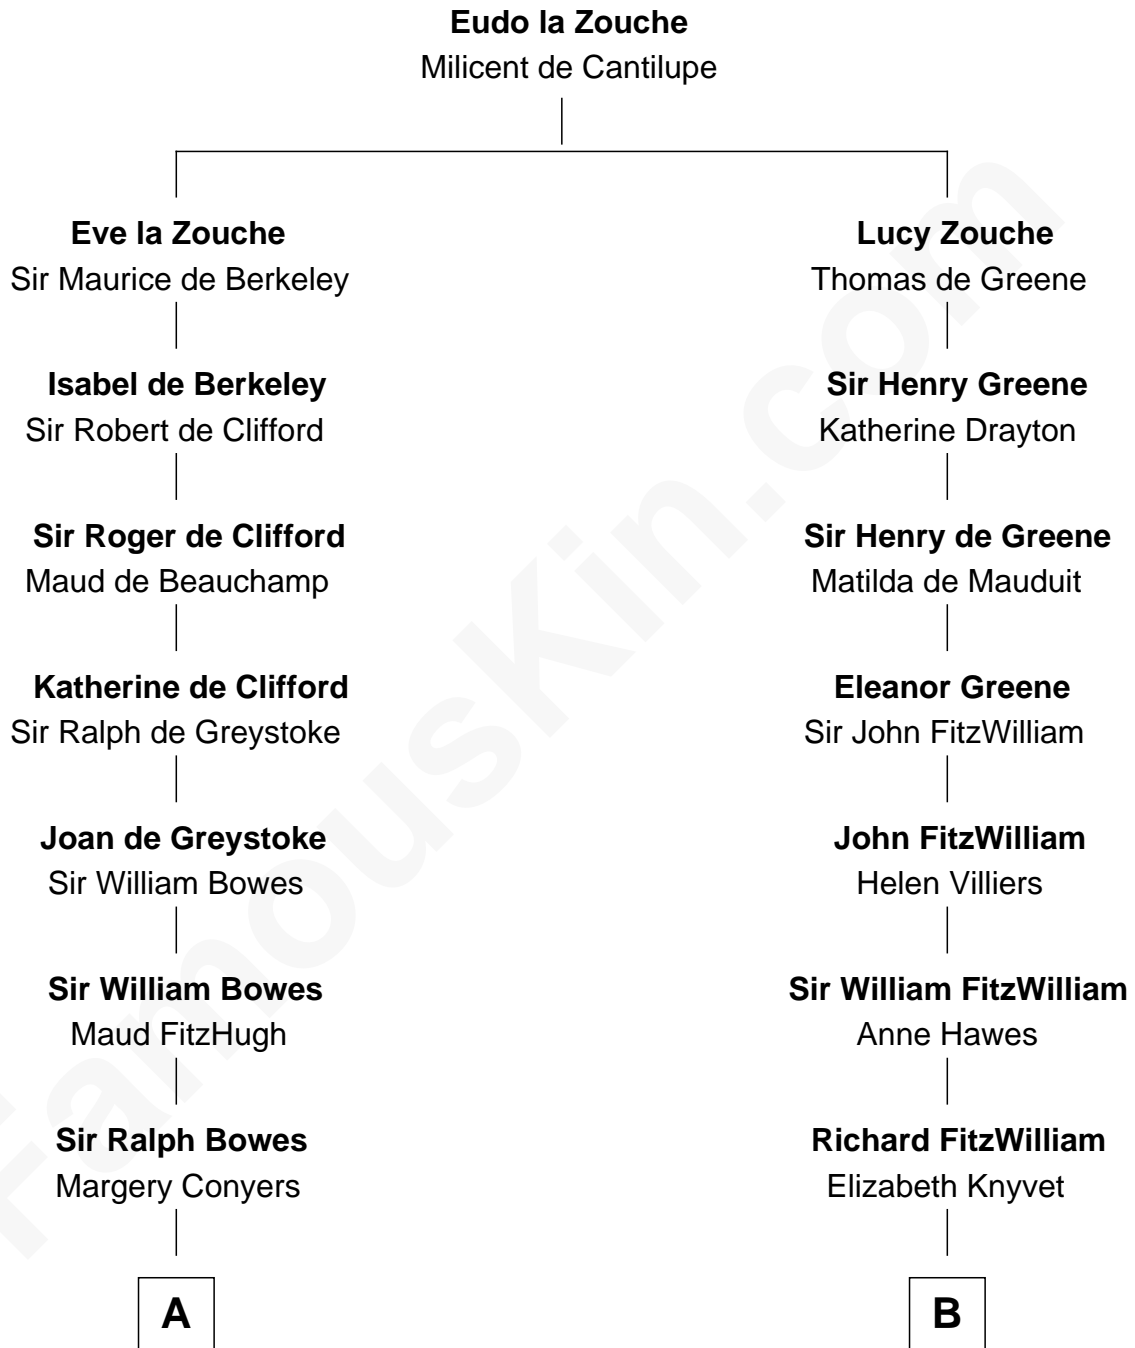 Eudo la Zouche
Milicent de Cantilupe
Eve la Zouche
Sir Maurice de Berkeley
Lucy Zouche
Thomas de Greene
Isabel de Berkeley
Sir Robert de Clifford
Sir Henry Greene
Katherine Drayton
Sir Roger de Clifford
Maud de Beauchamp
Sir Henry de Greene
Matilda de Mauduit
Katherine de Clifford
Sir Ralph de Greystoke
Eleanor Greene
Sir John FitzWilliam
Joan de Greystoke
Sir William Bowes
John FitzWilliam
Helen Villiers
Sir William Bowes
Maud FitzHugh
Sir William FitzWilliam
Anne Hawes
Sir Ralph Bowes
Margery Conyers
Richard FitzWilliam
Elizabeth Knyvet
A
B
FamousKin.com